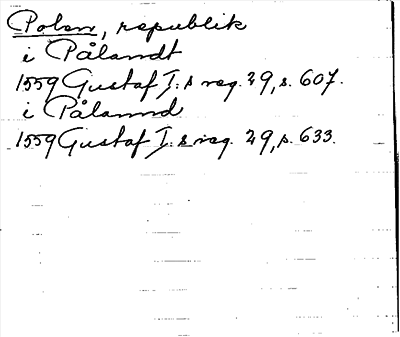 Polen, republik
i Pålandt
1559 Gustaf I:s reg. 29, s. 607.
i Pålannd
1559 Gustaf I:s reg. 29, s. 633.